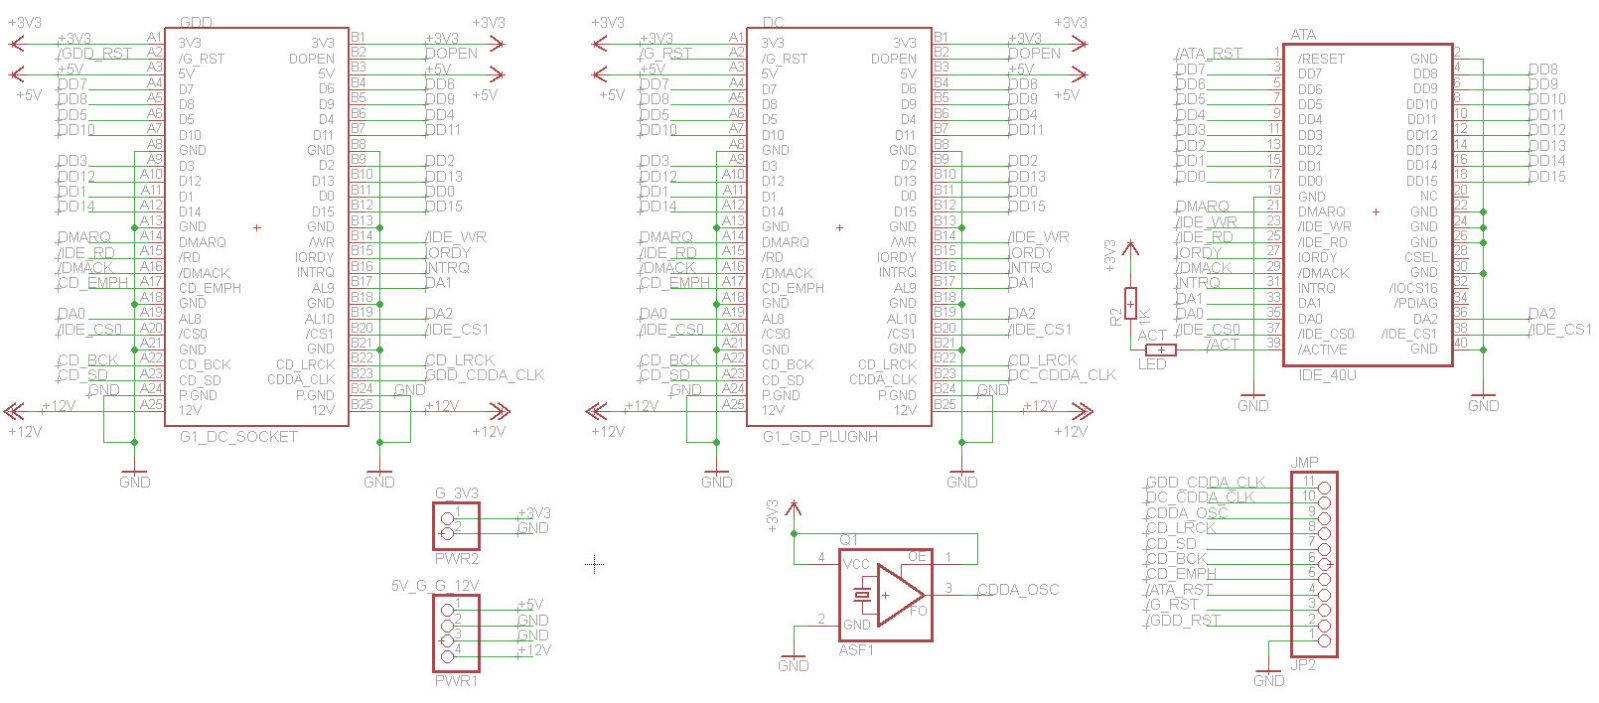 +3V3 GDD +3V3
+3V3 A1 3V3 3V3 B1 +3V3
/GDD_RST A2 /G_RST DOPEN B2 DOPEN
+5V A3 5V 5V B3 +5V
DD7 A4 D7 D6 B4 DD6
+5V DD8 A5 D8 D9 B5 DD9 +5V
DD5 A6 D5 D4 B6 DD4
DD10 A7 D10 D11 B7 DD11
A8 GND GND B8
DD3 A9 D3 D2 B9 DD2
DD12 A10 D12 D13 B10 DD13
DD1 A11 D1 D0 B11 DD0
DD14 A12 D14 D15 B12 DD15
A13 GND GND B13
DMARQ A14 DMARQ /WR B14 /IDE_WR
/IDE_RD A15 /RD IORDY B15 IORDY
/DMACK A16 /DMACK INTRQ B16 INTRQ
CD_EMPH A17 CD_EMPH AL9 B17 DA1
A18 GND GND B18
DA0 A19 AL8 AL10 B19 DA2
/IDE_CS0 A20 /CS0 /CS1 B20 /IDE_CS1
A21 GND GND B21
CD_BCK A22 CD_BCK CD_LRCK B22 CD_LRCK
CD_SD A23 CD_SD CDDA_CLK B23 GDD_CDDA_CLK
GND A24 P.GND P.GND B24 GND
+12V A25 12V 12V B25 +12V
+12V G1_DC_SOCKET +12V
GND GND
+3V3 DC +3V3
+3V3 A1 3V3 3V3 B1 +3V3
/G_RST A2 /G_RST DOPEN B2 DOPEN
+5V A3 5V 5V B3 +5V
DD7 A4 D7 D6 B4 DD6
+5V DD8 A5 D8 D9 B5 DD9 +5V
DD5 A6 D5 D4 B6 DD4
DD10 A7 D10 D11 B7 DD11
A8 GND GND B8
DD3 A9 D3 D2 B9 DD2
DD12 A10 D12 D13 B10 DD13
DD1 A11 D1 D0 B11 DD0
DD14 A12 D14 D15 B12 DD15
A13 GND GND B13
DMARQ A14 DMARQ /WR B14 /IDE_WR
/IDE_RD A15 /RD IORDY B15 IORDY
/DMACK A16 /DMACK INTRQ B16 INTRQ
CD_EMPH A17 CD_EMPH AL9 B17 DA1
A18 GND GND B18
DA0 A19 AL8 AL10 B19 DA2
/IDE_CS0 A20 /CS0 /CS1 B20 /IDE_CS1
A21 GND GND B21
CD_BCK A22 CD_BCK CD_LRCK B22 CD_LRCK
CD_SD A23 CD_SD CDDA_CLK B23 DC_CDDA_CLK
GND A24 P.GND P.GND B24 GND
+12V A25 12V 12V B25 +12V
+12V G1_GD_PLUGNH +12V
GND GND
ATA
/ATA_RST 1 /RESET GND 2
DD7 3 DD7 DD8 4 DD8
DD6 5 DD6 DD9 6 DD9
DD5 7 DD5 DD10 8 DD10
DD4 9 DD4 DD11 10 DD11
DD3 11 DD3 DD12 12 DD12
DD2 13 DD2 DD13 14 DD13
DD1 15 DD1 DD14 16 DD14
DD0 17 DD0 DD15 18 DD15
19 GND NC 20
DMARQ 21 DMARQ GND 22
/IDE_WR 23 /IDE_WR GND 24
/IDE_RD 25 /IDE_RD GND 26
IORDY 27 IORDY CSEL 28
/DMACK 29 /DMACK GND 30
INTRQ 31 INTRQ /IOCS16 32
DA1 33 DA1 /PDIAG 34
DA0 35 DA0 DA2 36 DA2
/IDE_CS0 37 /IDE_CS0 /IDE_CS1 38 /IDE_CS1
/ACT 39 /ACTIVE GND 40
IDE_40U
GND GND
+3V3
R2 1K
ACT
LED
G_3V3
1 +3V3
2 GND
PWR2
5V_G_G_12V
1 +5V
2 GND
3 GND
4 +12V
PWR1
+3V3
Q1
4 VCC OE 1
3 CDDA_OSC
FO
2 GND
ASF1
GND
JMP
GDD_CDDA_CLK 11
DC_CDDA_CLK 10
CDDA_OSC 9
CD_LRCK 8
CD_SD 7
CD_BCK 6
CD_EMPH 5
/ATA_RST 4
/G_RST 3
/GDD_RST 2
1
JP2
GND